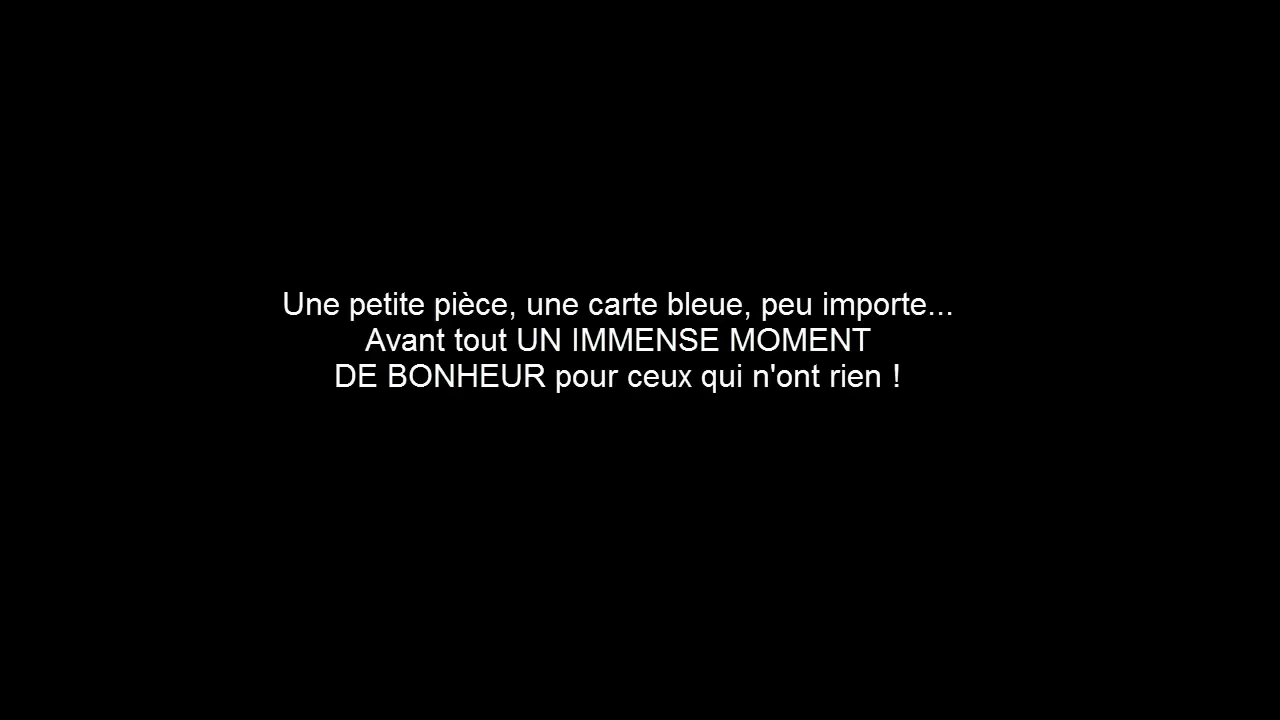 Une petite pièce, une carte bleue, peu importe...
Avant tout UN IMMENSE MOMENT
DE BONHEUR pour ceux qui n'ont rien !